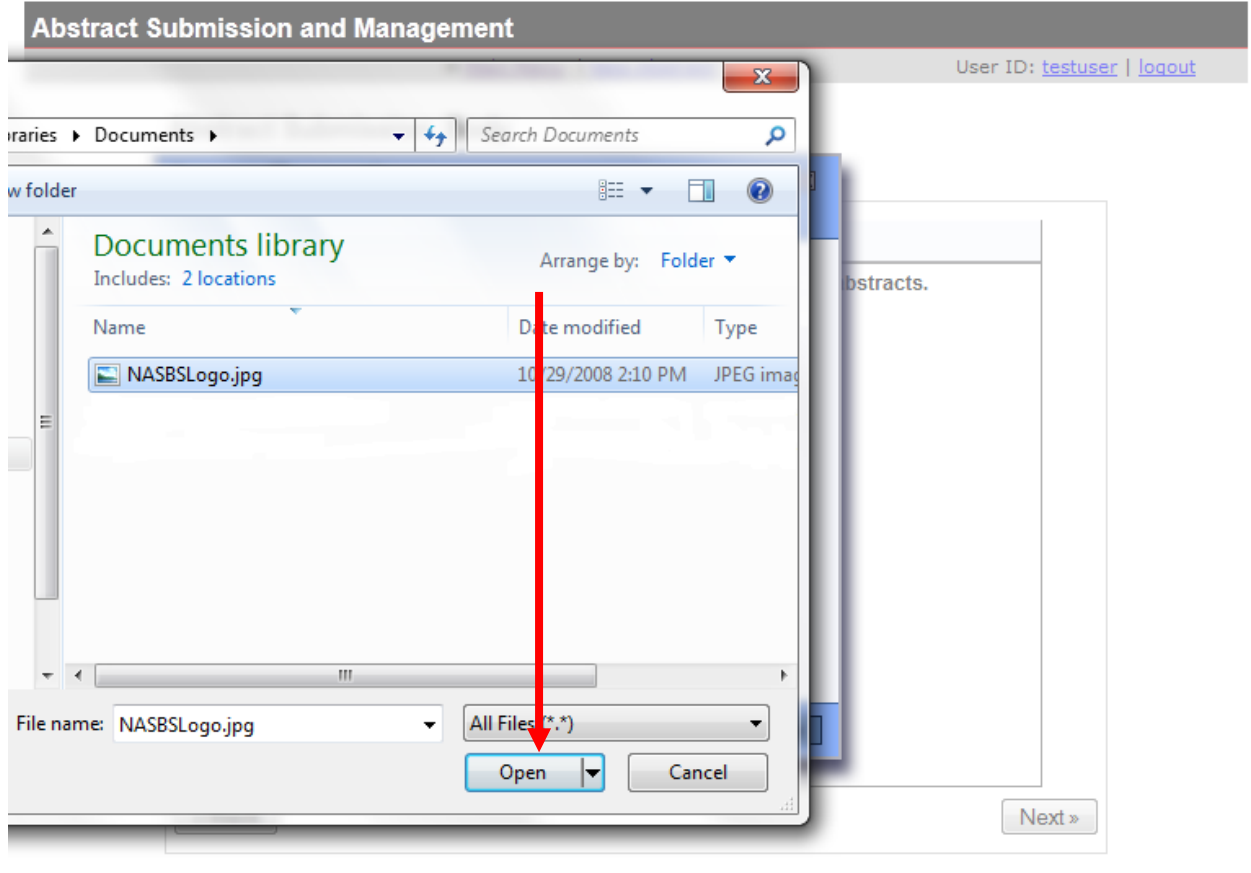 Abstract Submission and Management
User ID: testuser | logout
raries ▸ Documents ▸
Search Documents
w folder
Documents library
Includes: 2 locations
Arrange by: Folder
bstracts.
Name Date modified Type
NASBSLogo.jpg 10/29/2008 2:10 PM JPEG imag
File name: NASBSLogo.jpg All Files (*.*)
Open Cancel
Next »